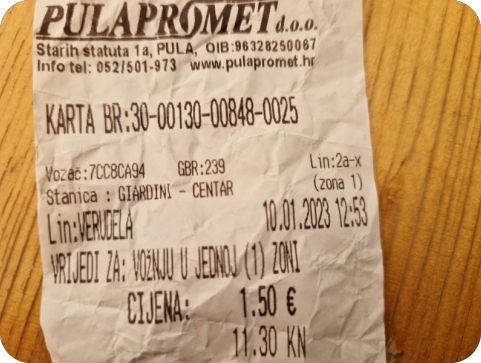 PULAPROMET d.o.o.
Starih statuta 1a, PULA, OIB:96328250067
Info tel: 052/501-973 www.pulapromet.hr
KARTA BR:30-00130-00848-0025
Vozač:7CC8CA94 GBR:239 Lin:2a-x
Stanica : GIARDINI - CENTAR (zona 1)
Lin:VERUDELA 10.01.2023 12:53
VRIJEDI ZA: VOŽNJU U JEDNOJ (1) ZONI
CIJENA: 1.50 €
11.30 KN